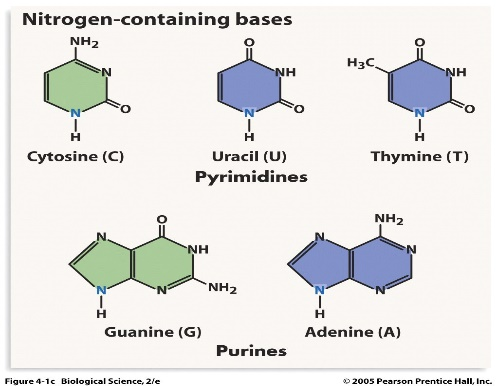 Nitrogen-containing bases
NH2
N
N
H
O
Cytosine (C)
O
NH
N
H
O
Uracil (U)
O
H3C
NH
N
H
O
Thymine (T)
Pyrimidines
O
N
NH
N
H
N
NH2
Guanine (G)
NH2
N
N
N
H
N
Adenine (A)
Purines
Figure 4-1c Biological Science, 2/e
© 2005 Pearson Prentice Hall, Inc.